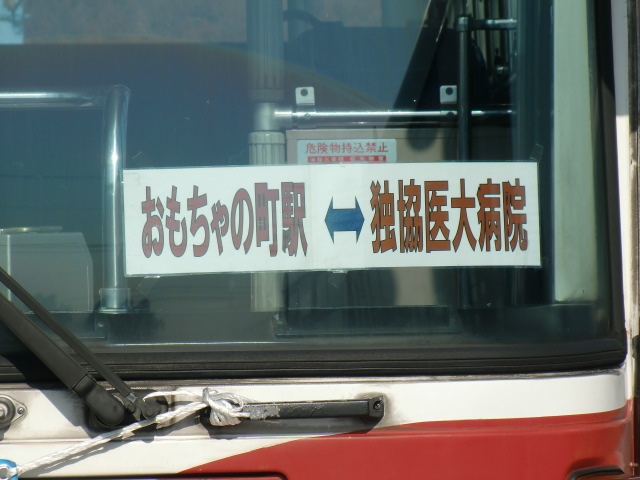 危険物持込禁止
おもちゃの町駅 ↔ 独協医大病院